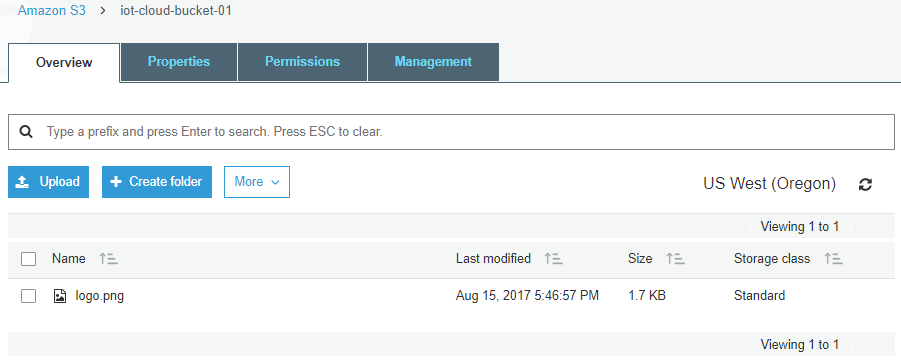 Amazon S3 > iot-cloud-bucket-01
Overview Properties Permissions Management
Type a prefix and press Enter to search. Press ESC to clear.
Upload Create folder More US West (Oregon)
Viewing 1 to 1
Name Last modified Size Storage class
logo.png Aug 15, 2017 5:46:57 PM 1.7 KB Standard
Viewing 1 to 1